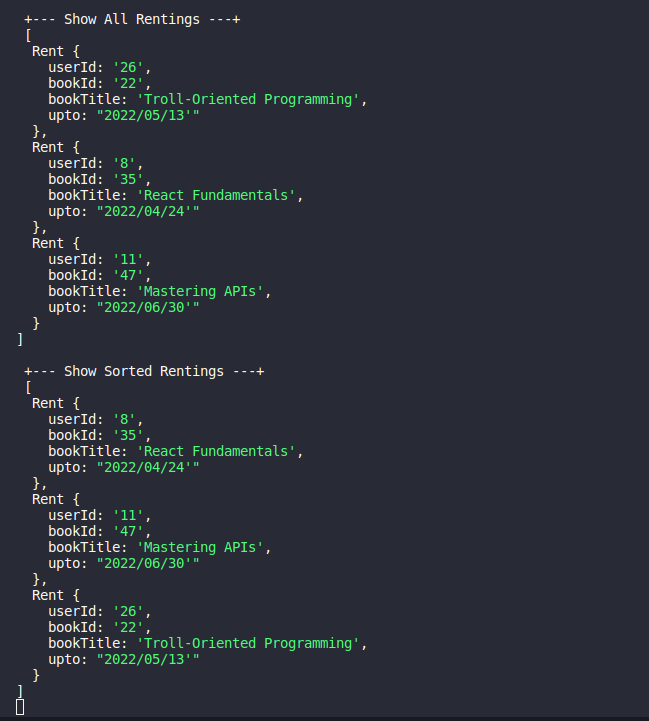 +--- Show All Rentings ---+
[
Rent {
userId: '26',
bookId: '22',
bookTitle: 'Troll-Oriented Programming',
upto: "2022/05/13'"
},
Rent {
userId: '8',
bookId: '35',
bookTitle: 'React Fundamentals',
upto: "2022/04/24'"
},
Rent {
userId: '11',
bookId: '47',
bookTitle: 'Mastering APIs',
upto: "2022/06/30'"
}
]
+--- Show Sorted Rentings ---+
[
Rent {
userId: '8',
bookId: '35',
bookTitle: 'React Fundamentals',
upto: "2022/04/24'"
},
Rent {
userId: '11',
bookId: '47',
bookTitle: 'Mastering APIs',
upto: "2022/06/30'"
},
Rent {
userId: '26',
bookId: '22',
bookTitle: 'Troll-Oriented Programming',
upto: "2022/05/13'"
}
]